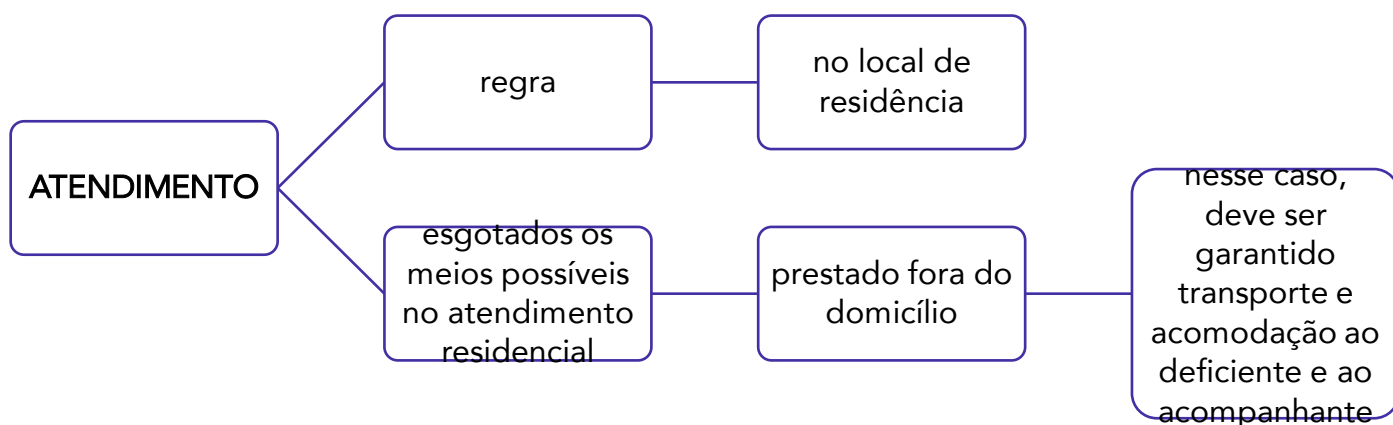 ATENDIMENTO
regra
no local de
residência
esgotados os
meios possíveis
no atendimento
residencial
prestado fora do
domicílio
nesse caso,
deve ser
garantido
transporte e
acomodação ao
deficiente e ao
acompanhante